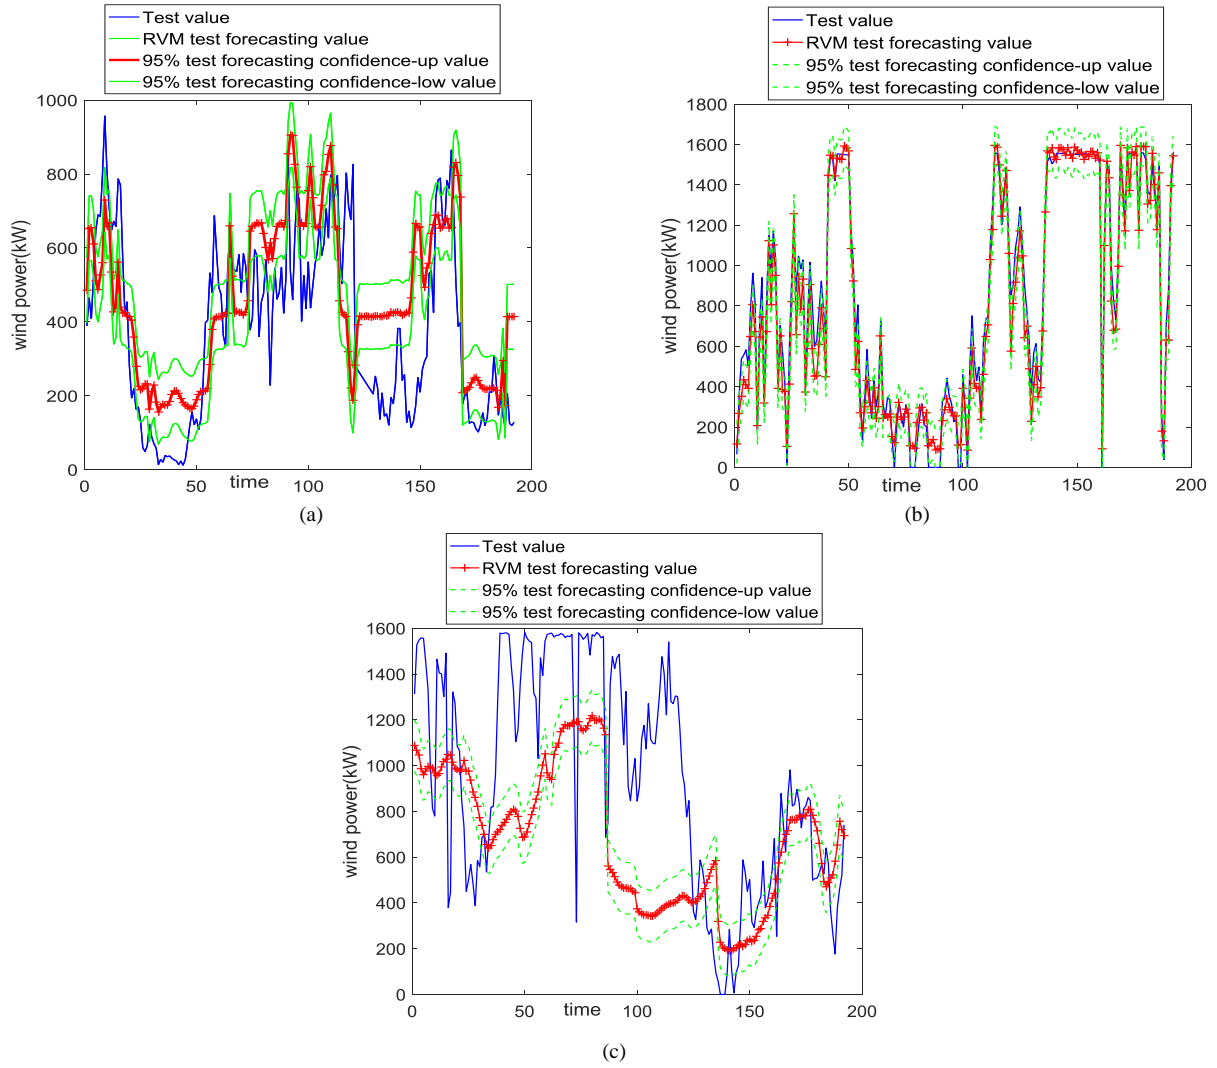 Test value
RVM test forecasting value
95% test forecasting confidence-up value
95% test forecasting confidence-low value
1000
800
600
400
200
0
wind power(kW)
0 50 100 150 200
time
(a)
Test value
RVM test forecasting value
95% test forecasting confidence-up value
95% test forecasting confidence-low value
1800
1600
1400
1200
1000
800
600
400
200
0
wind power(kW)
0 50 100 150 200
time
(b)
Test value
RVM test forecasting value
95% test forecasting confidence-up value
95% test forecasting confidence-low value
1600
1400
1200
1000
800
600
400
200
0
wind power(kW)
0 50 100 150 200
time
(c)